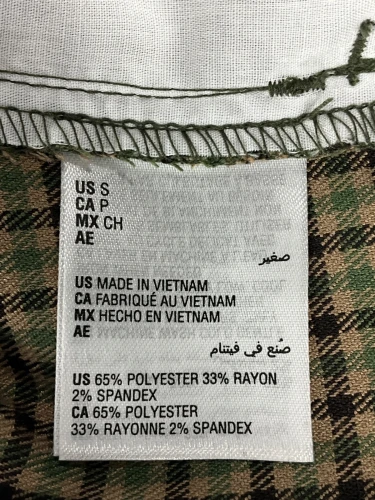 US S
CA P
MX CH
AE
صغير
US MADE IN VIETNAM
CA FABRIQUÉ AU VIETNAM
MX HECHO EN VIETNAM
AE
صُنع في فيتنام
US 65% POLYESTER 33% RAYON
2% SPANDEX
CA 65% POLYESTER
33% RAYONNE 2% SPANDEX